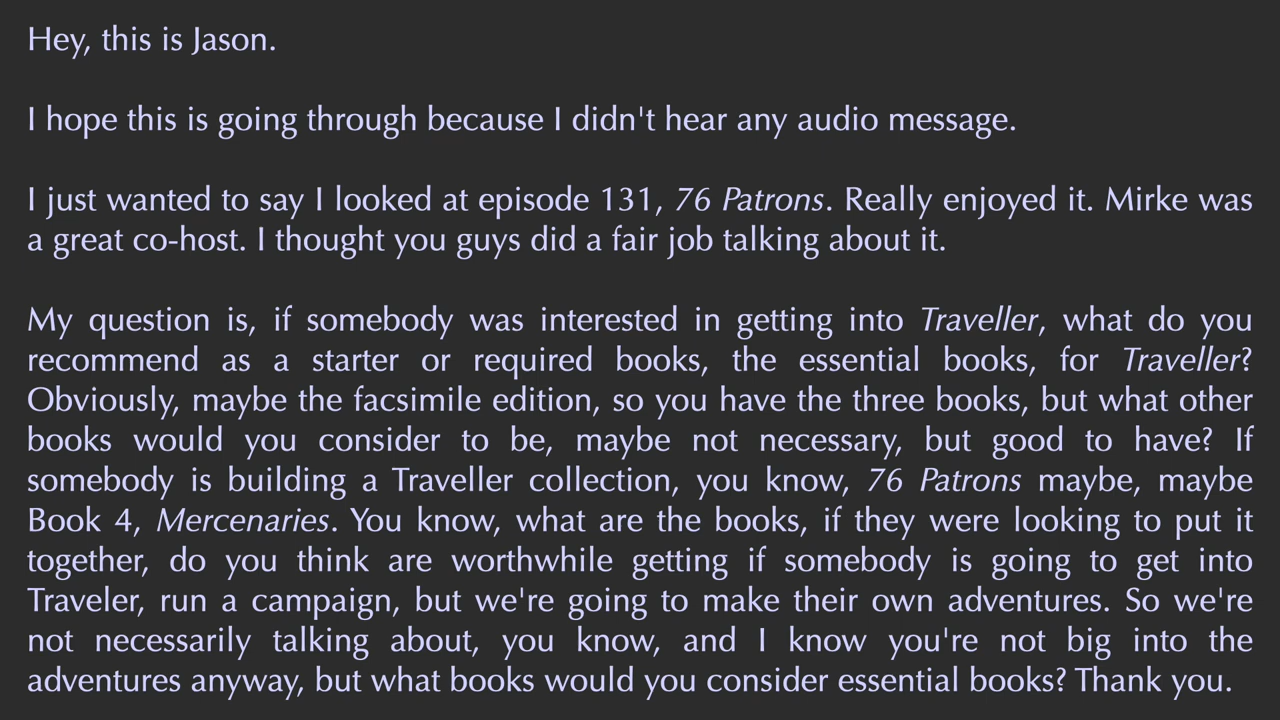 Hey, this is Jason.
I hope this is going through because I didn't hear any audio message.
I just wanted to say I looked at episode 131, 76 Patrons. Really enjoyed it. Mirke was
a great co-host. I thought you guys did a fair job talking about it.
My question is, if somebody was interested in getting into Traveller, what do you
recommend as a starter or required books, the essential books, for Traveller?
Obviously, maybe the facsimile edition, so you have the three books, but what other
books would you consider to be, maybe not necessary, but good to have? If
somebody is building a Traveller collection, you know, 76 Patrons maybe, maybe
Book 4, Mercenaries. You know, what are the books, if they were looking to put it
together, do you think are worthwhile getting if somebody is going to get into
Traveler, run a campaign, but we're going to make their own adventures. So we're
not necessarily talking about, you know, and I know you're not big into the
adventures anyway, but what books would you consider essential books? Thank you.